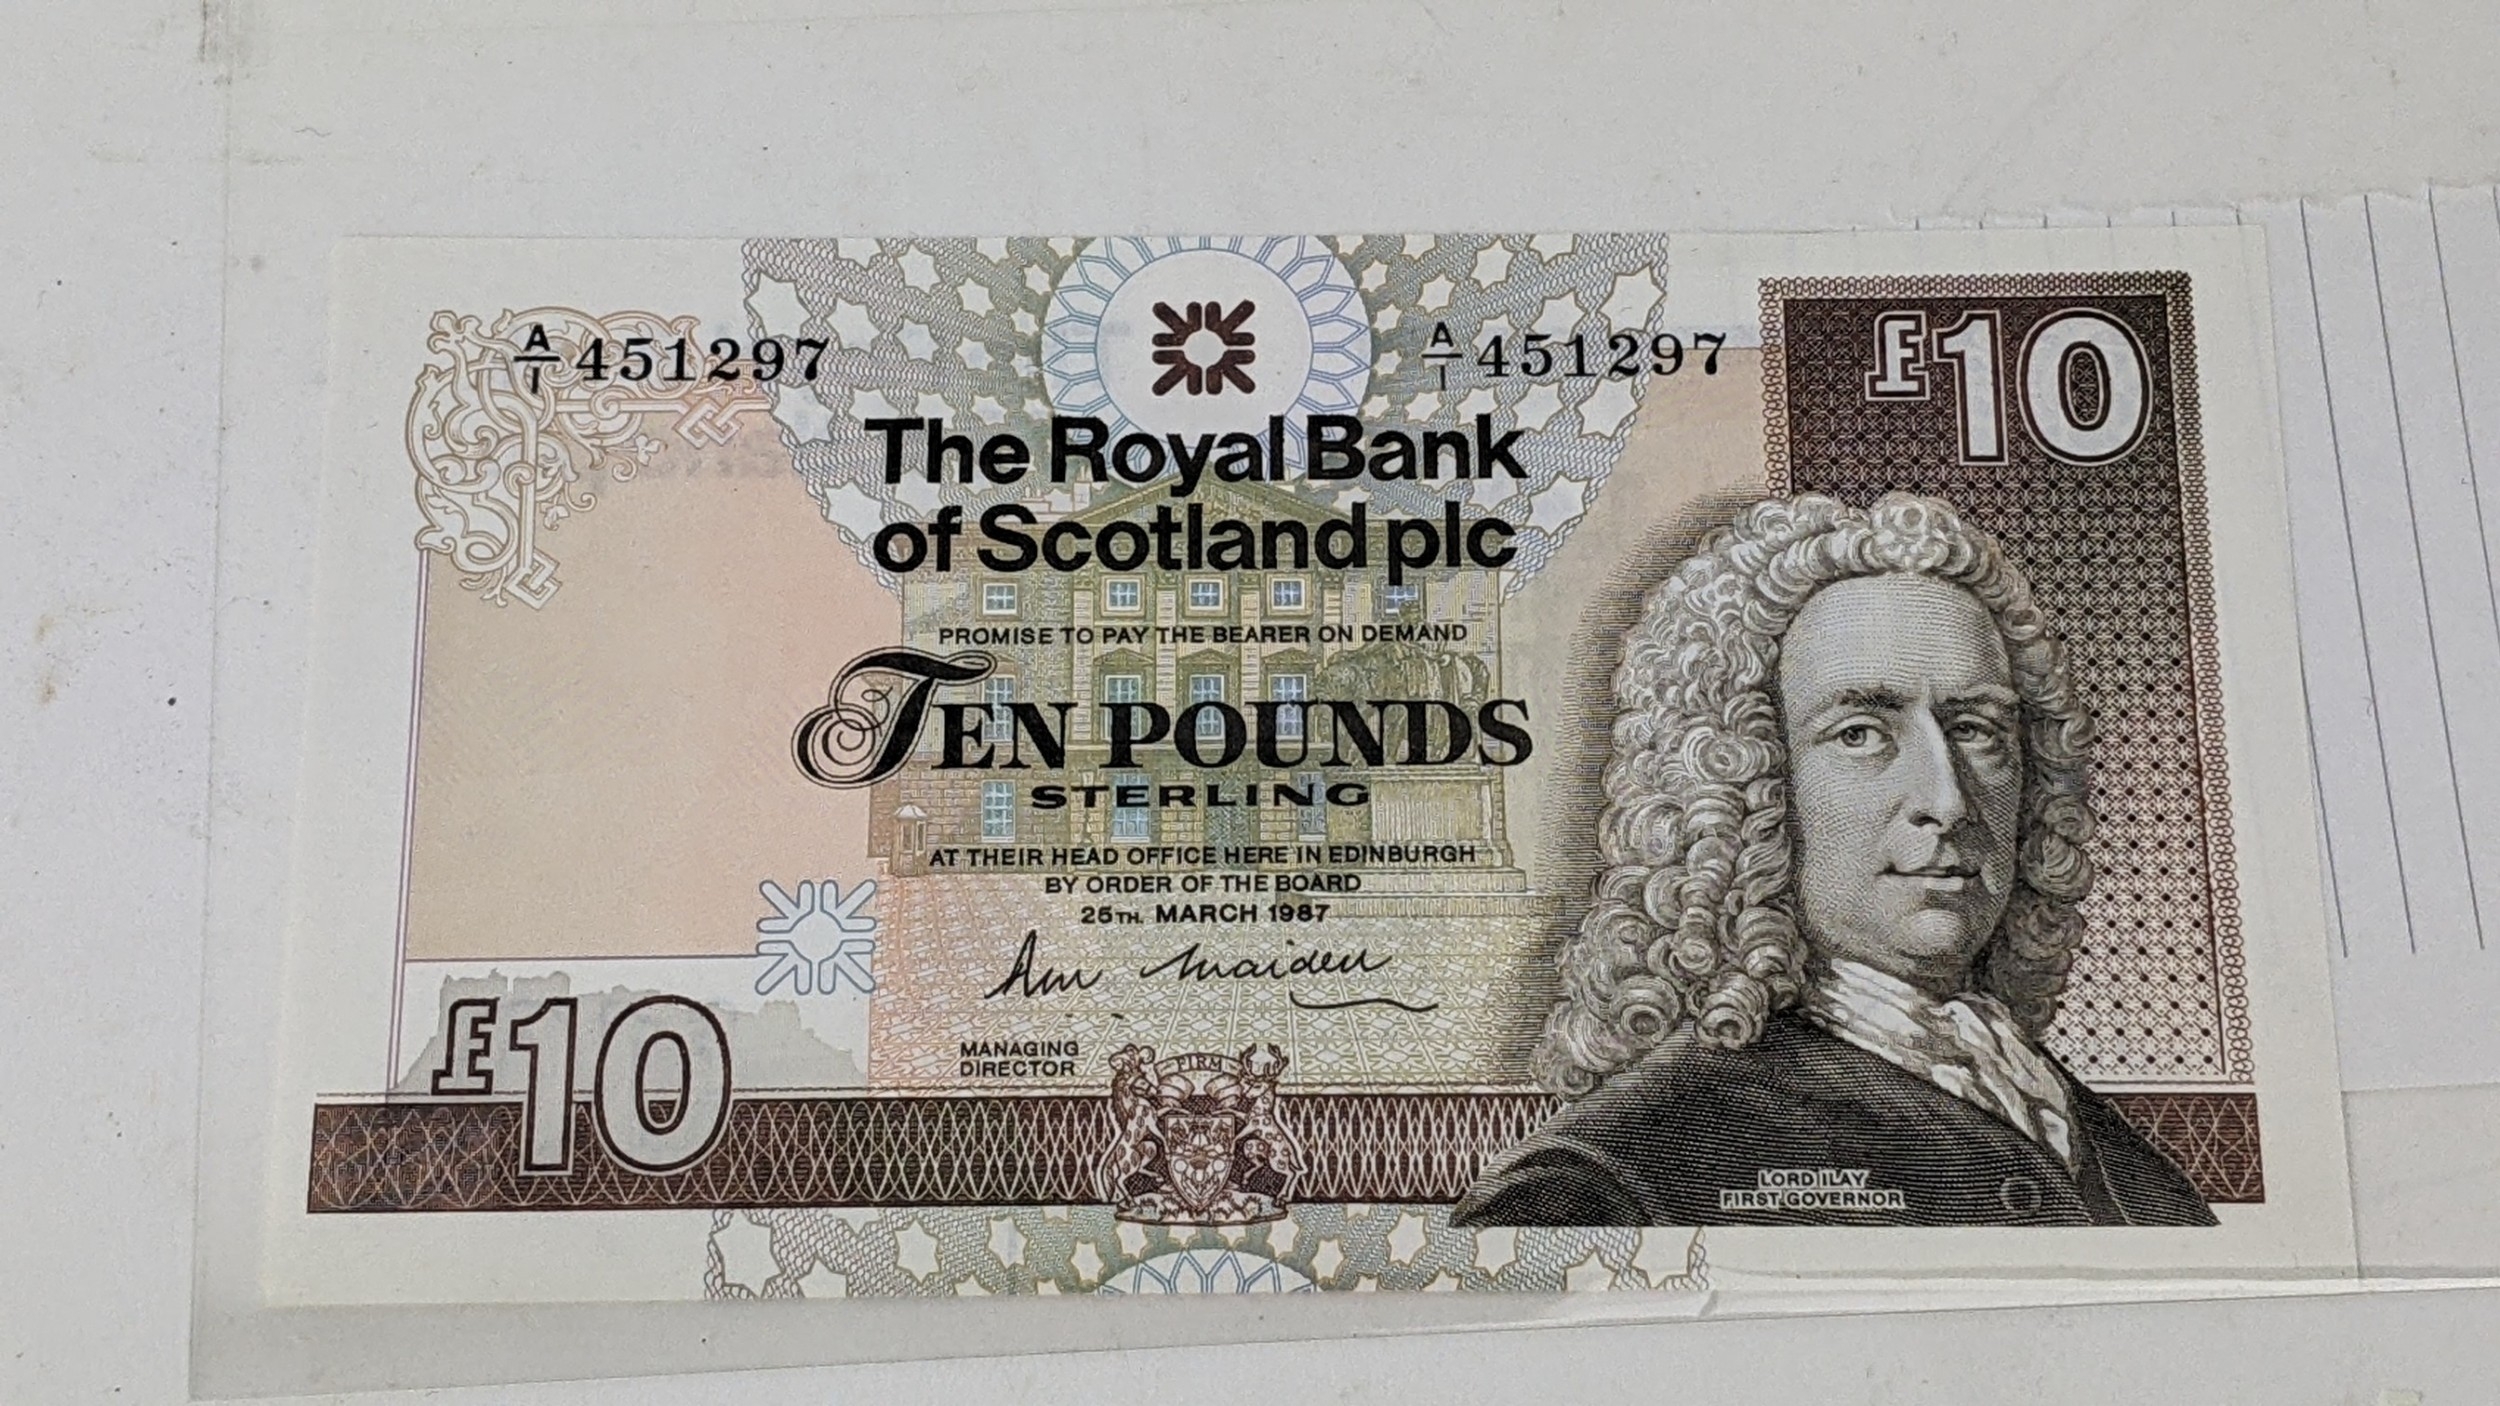 A/1 451297
A/1 451297
£10
The Royal Bank
of Scotland plc
PROMISE TO PAY THE BEARER ON DEMAND
TEN POUNDS
STERLING
AT THEIR HEAD OFFICE HERE IN EDINBURGH
BY ORDER OF THE BOARD
25TH. MARCH 1987
MANAGING
DIRECTOR
FIRM
£10
LORD ILAY
FIRST GOVERNOR